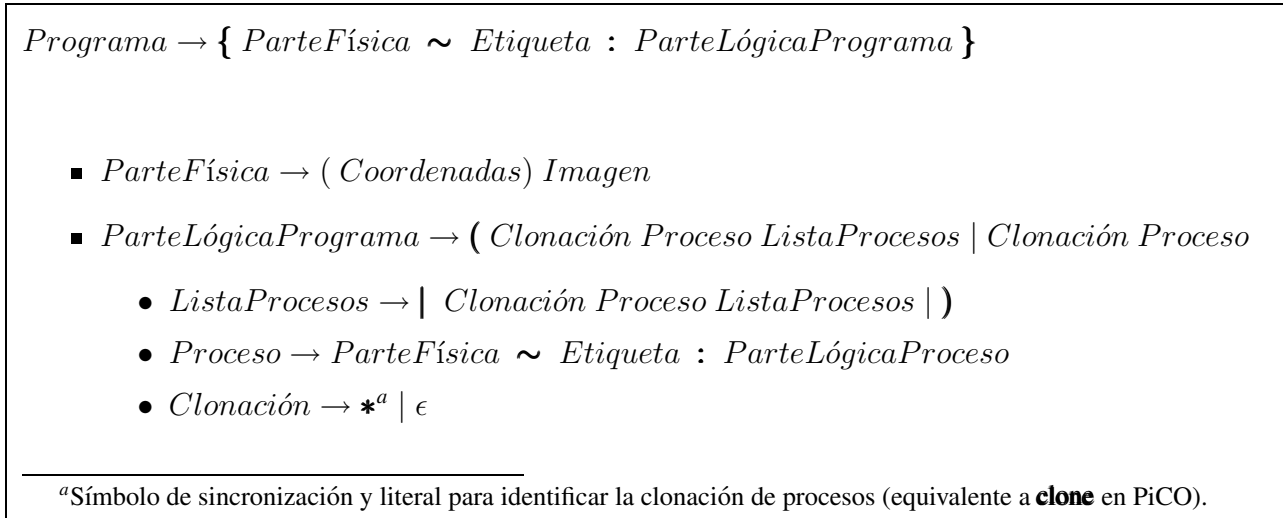 Programa → { ParteFísica ∼ Etiqueta : ParteLógicaPrograma }
▪ ParteFísica → ( Coordenadas) Imagen
▪ ParteLógicaPrograma → ( Clonación Proceso ListaProcesos | Clonación Proceso
• ListaProcesos → | Clonación Proceso ListaProcesos | )
• Proceso → ParteFísica ∼ Etiqueta : ParteLógicaProceso
• Clonación → *a | ϵ
aSímbolo de sincronización y literal para identificar la clonación de procesos (equivalente a clone en PiCO).